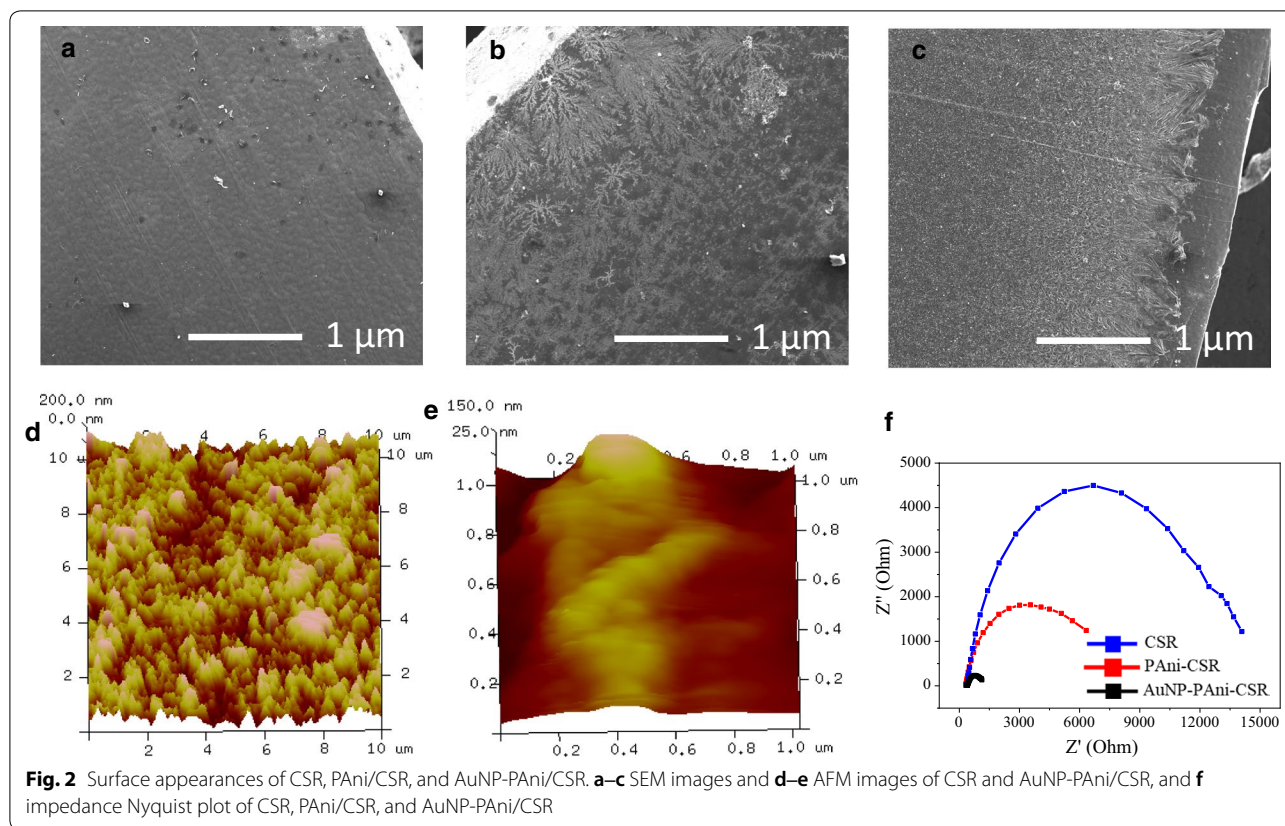 a
1 µm
b
1 µm
c
1 µm
d
200.0 nm
0.0 nm
2 4 6 8 10
um
10
8
6
4
2
10 um
8
6
4
2
2 4 6 8 10
um
e
150.0 nm
25.0 nm
0.2 0.4 0.6 0.8 1.0
um
1.0
0.8
0.6
0.4
0.2
1.0 um
0.8
0.6
0.4
0.2
0.2 0.4 0.6 0.8 1.0
um
f
5000
4000
3000
2000
1000
0
Z'' (Ohm)
CSR
PAni-CSR
AuNP-PAni-CSR
0 3000 6000 9000 12000 15000
Z' (Ohm)
Fig. 2 Surface appearances of CSR, PAni/CSR, and AuNP-PAni/CSR. a–c SEM images and d–e AFM images of CSR and AuNP-PAni/CSR, and f
impedance Nyquist plot of CSR, PAni/CSR, and AuNP-PAni/CSR